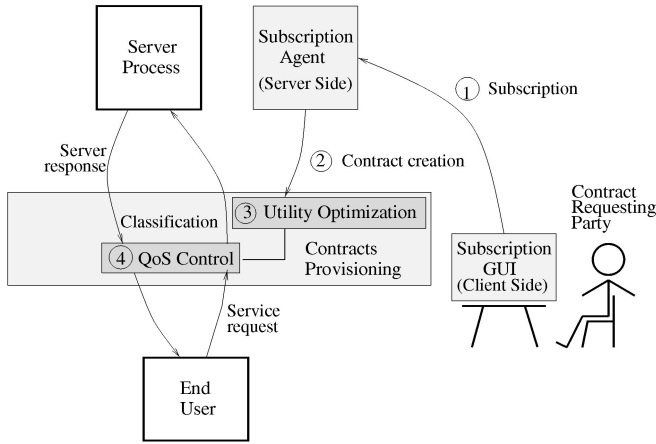 Server
Process
Subscription
Agent
(Server Side)
1 Subscription
Server
response
2 Contract creation
3 Utility Optimization
Classification
4 QoS Control
Contracts
Provisioning
Contract
Requesting
Party
Subscription
GUI
(Client Side)
Service
request
End
User